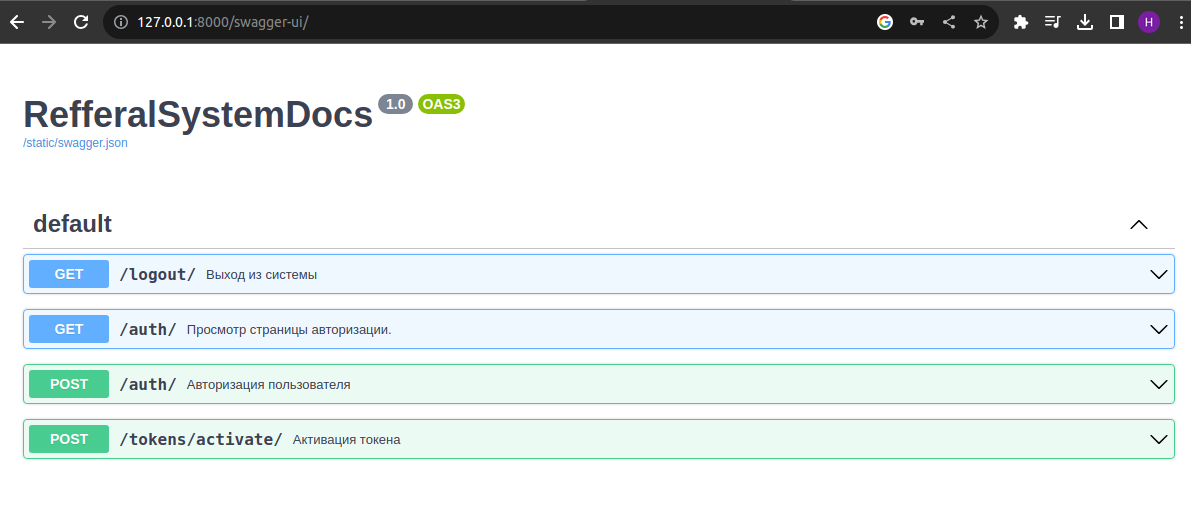 127.0.0.1:8000/swagger-ui/
H
RefferalSystemDocs 1.0 OAS3
/static/swagger.json
default
GET /logout/ Выход из системы
GET /auth/ Просмотр страницы авторизации.
POST /auth/ Авторизация пользователя
POST /tokens/activate/ Активация токена